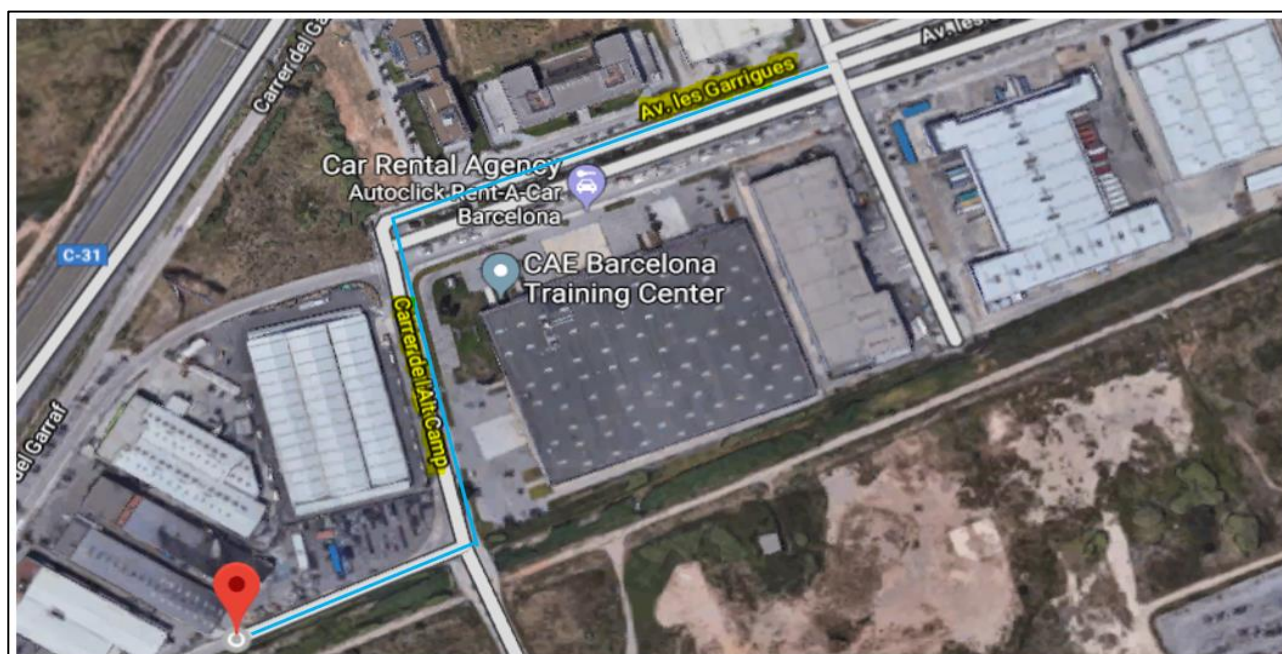 Carrer del Ga
Av. les G
Av. les Garrigues
Car Rental Agency
Autoclick Rent-A-Car
Barcelona
C-31
CAE Barcelona
Training Center
Carrer de l'Alt Camp
del Garraf